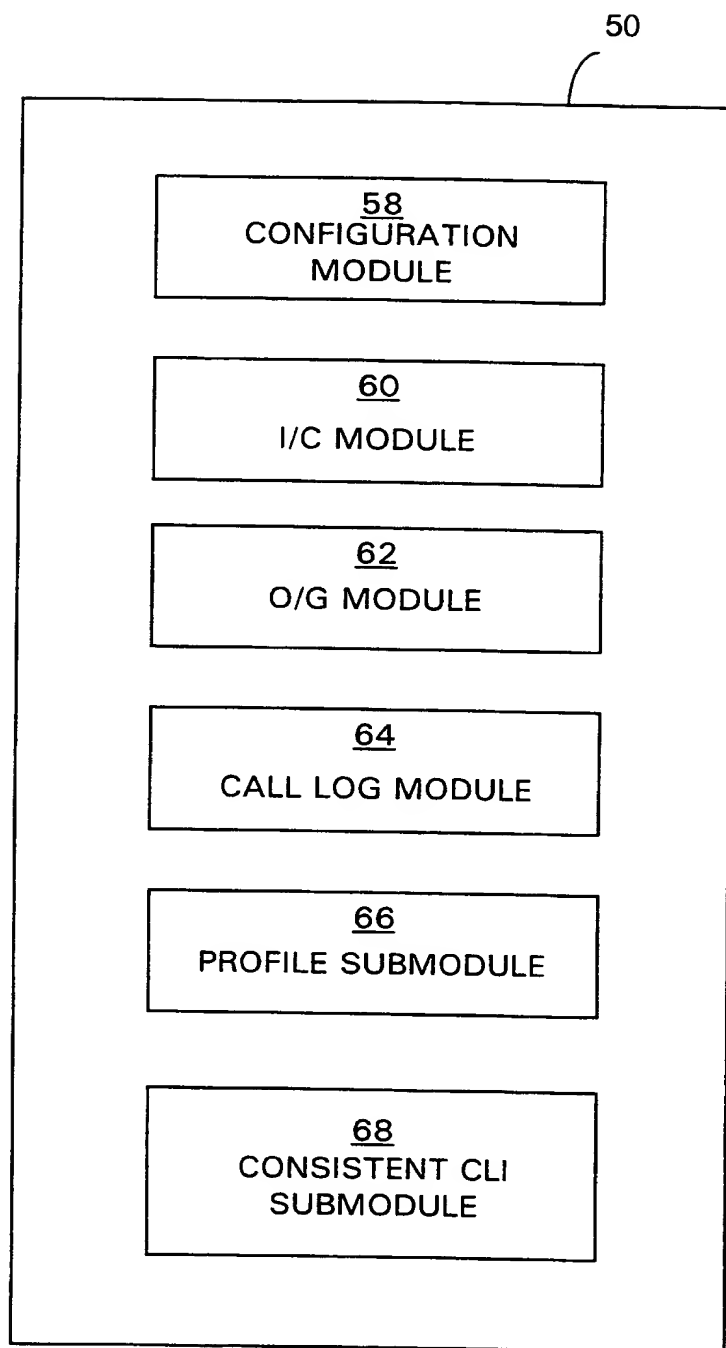 50
58
CONFIGURATION
MODULE
60
I/C MODULE
62
O/G MODULE
64
CALL LOG MODULE
66
PROFILE SUBMODULE
68
CONSISTENT CLI
SUBMODULE